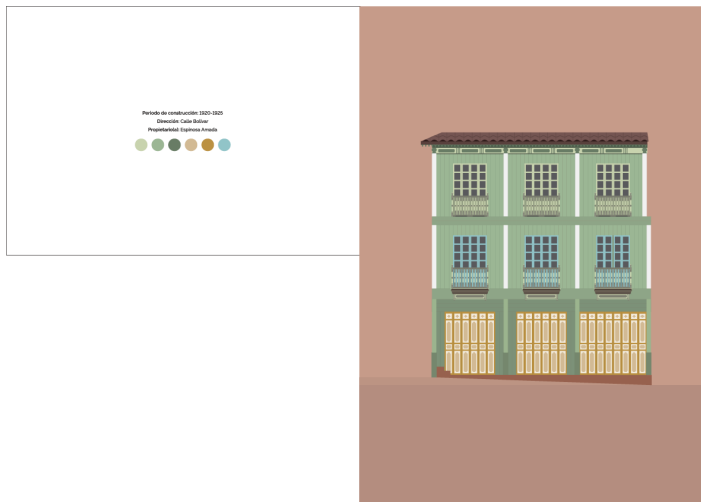 Periodo de construcción: 1920-1925
Dirección: Calle Bolívar
Propietario(a): Espinosa Amada